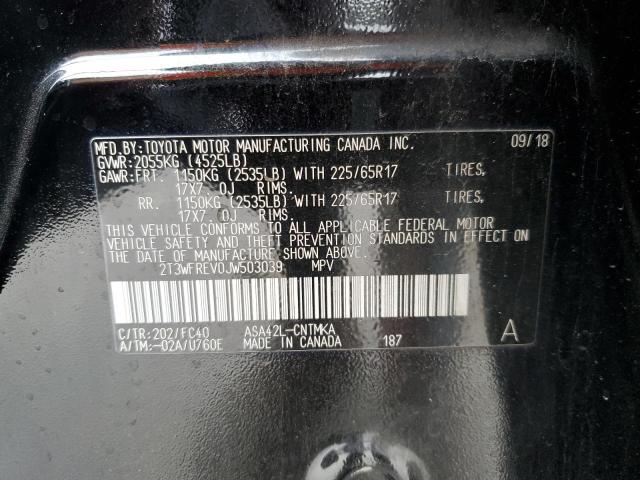 MFD.BY:TOYOTA MOTOR MANUFACTURING CANADA INC. 09/18
GVWR:2055KG (4525LB)
GAWR:FRT. 1150KG (2535LB) WITH 225/65R17 TIRES,
17X7.0J RIMS.
RR. 1150KG (2535LB) WITH 225/65R17 TIRES,
17X7.0J RIMS.
THIS VEHICLE CONFORMS TO ALL APPLICABLE FEDERAL MOTOR
VEHICLE SAFETY AND THEFT PREVENTION STANDARDS IN EFFECT ON
THE DATE OF MANUFACTURE SHOWN ABOVE.
2T3WFREV0JW503039 MPV
C/TR:202/FC40 ASA42L-CNTMKA
A/TM:-02A/U760E MADE IN CANADA 187 A